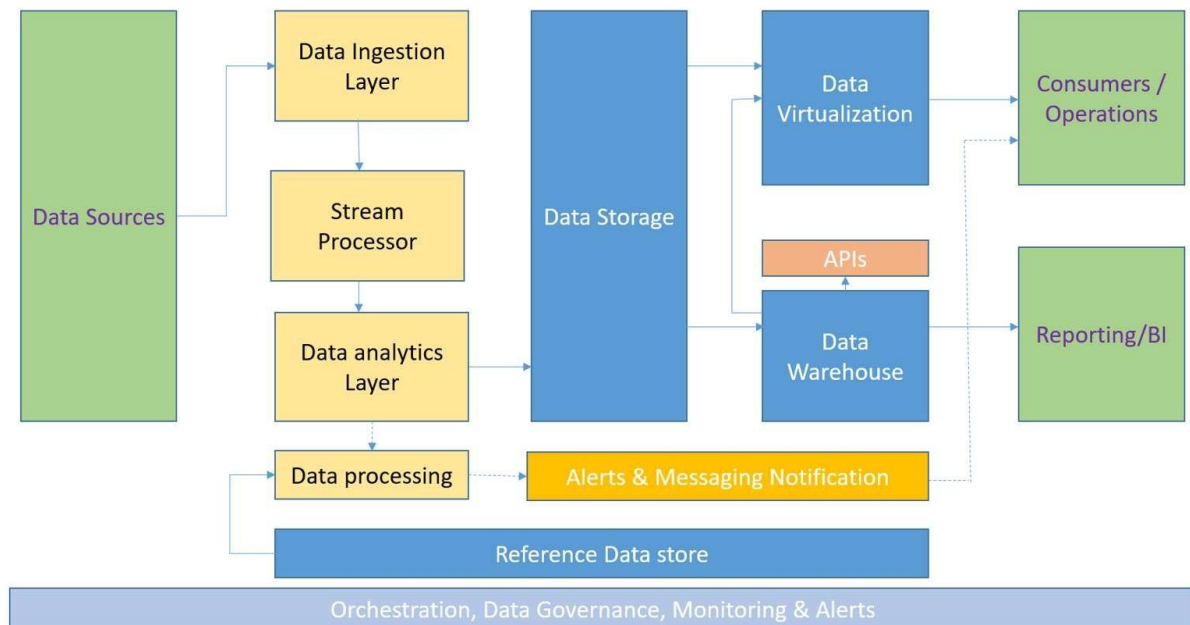 Data Sources
Data Ingestion
Layer
Stream
Processor
Data analytics
Layer
Data processing
Data Storage
Data
Virtualization
APIs
Data
Warehouse
Consumers /
Operations
Reporting/BI
Alerts & Messaging Notification
Reference Data store
Orchestration, Data Governance, Monitoring & Alerts